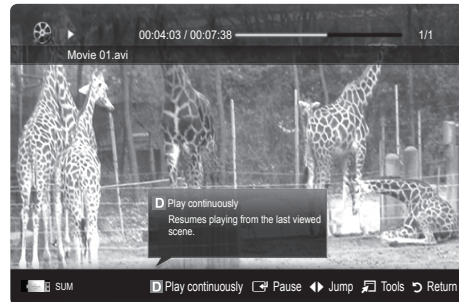 00:04:03 / 00:07:38 1/1
Movie 01.avi
D Play continuously
Resumes playing from the last viewed
scene.
SUM D Play continuously Pause Jump Tools Return